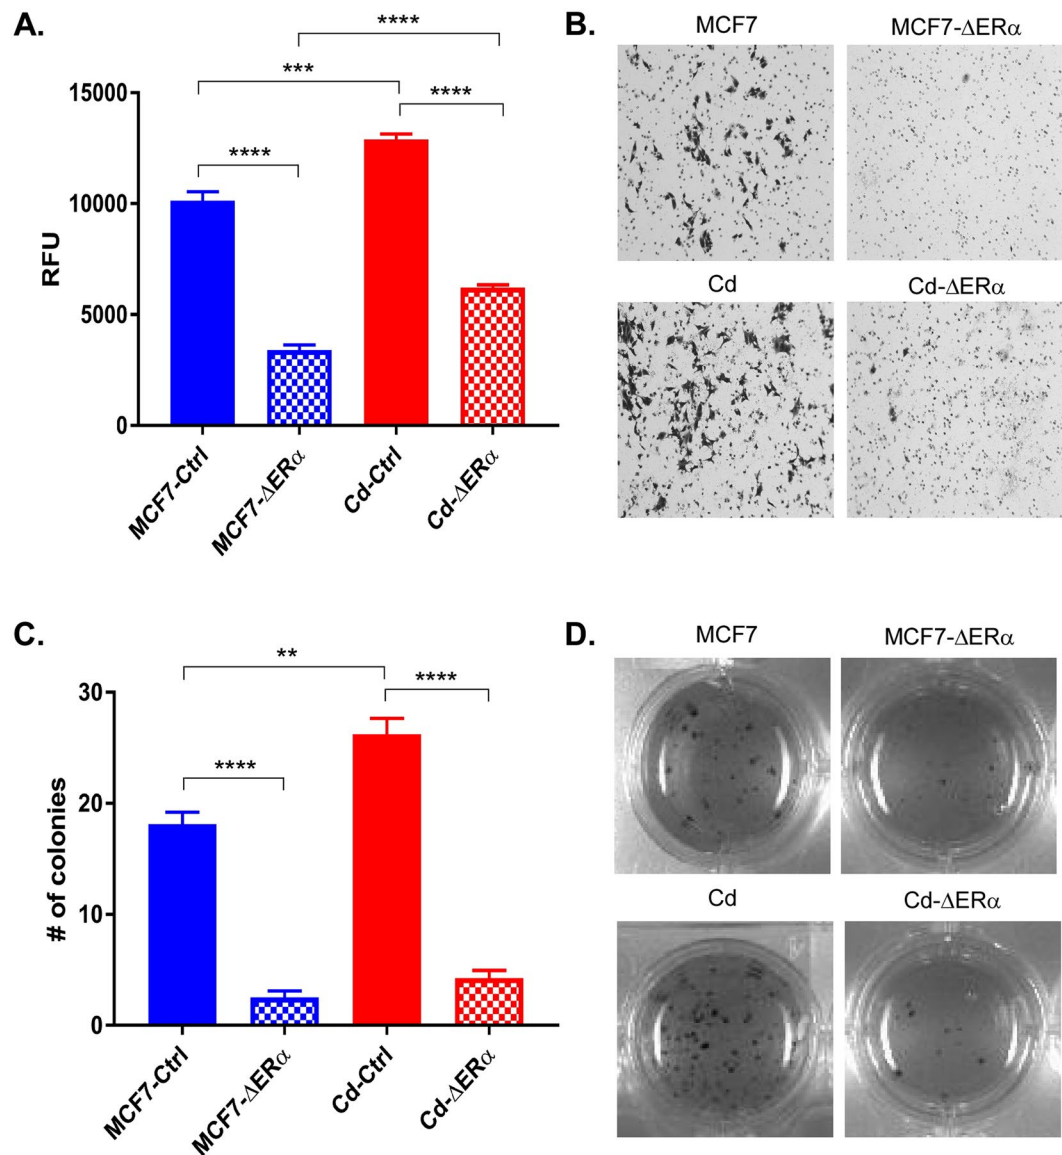 A.
****
***
****
****
15000
10000
5000
0
RFU
MCF7-Ctrl
MCF7-ΔERα
Cd-Ctrl
Cd-ΔERα
B.
MCF7
MCF7-ΔERα
Cd
Cd-ΔERα
C.
**
****
****
30
20
10
0
# of colonies
MCF7-Ctrl
MCF7-ΔERα
Cd-Ctrl
Cd-ΔERα
D.
MCF7
MCF7-ΔERα
Cd
Cd-ΔERα